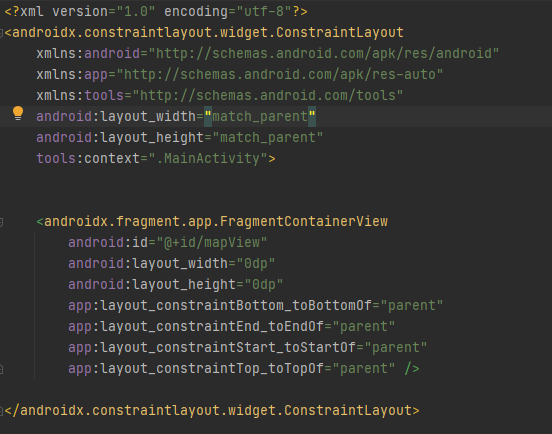 <?xml version="1.0" encoding="utf-8"?>
<androidx.constraintlayout.widget.ConstraintLayout
    xmlns:android="http://schemas.android.com/apk/res/android"
    xmlns:app="http://schemas.android.com/apk/res-auto"
    xmlns:tools="http://schemas.android.com/tools"
    android:layout_width="match_parent"
    android:layout_height="match_parent"
    tools:context=".MainActivity">
    <androidx.fragment.app.FragmentContainerView
        android:id="@+id/mapView"
        android:layout_width="0dp"
        android:layout_height="0dp"
        app:layout_constraintBottom_toBottomOf="parent"
        app:layout_constraintEnd_toEndOf="parent"
        app:layout_constraintStart_toStartOf="parent"
        app:layout_constraintTop_toTopOf="parent" />
</androidx.constraintlayout.widget.ConstraintLayout>